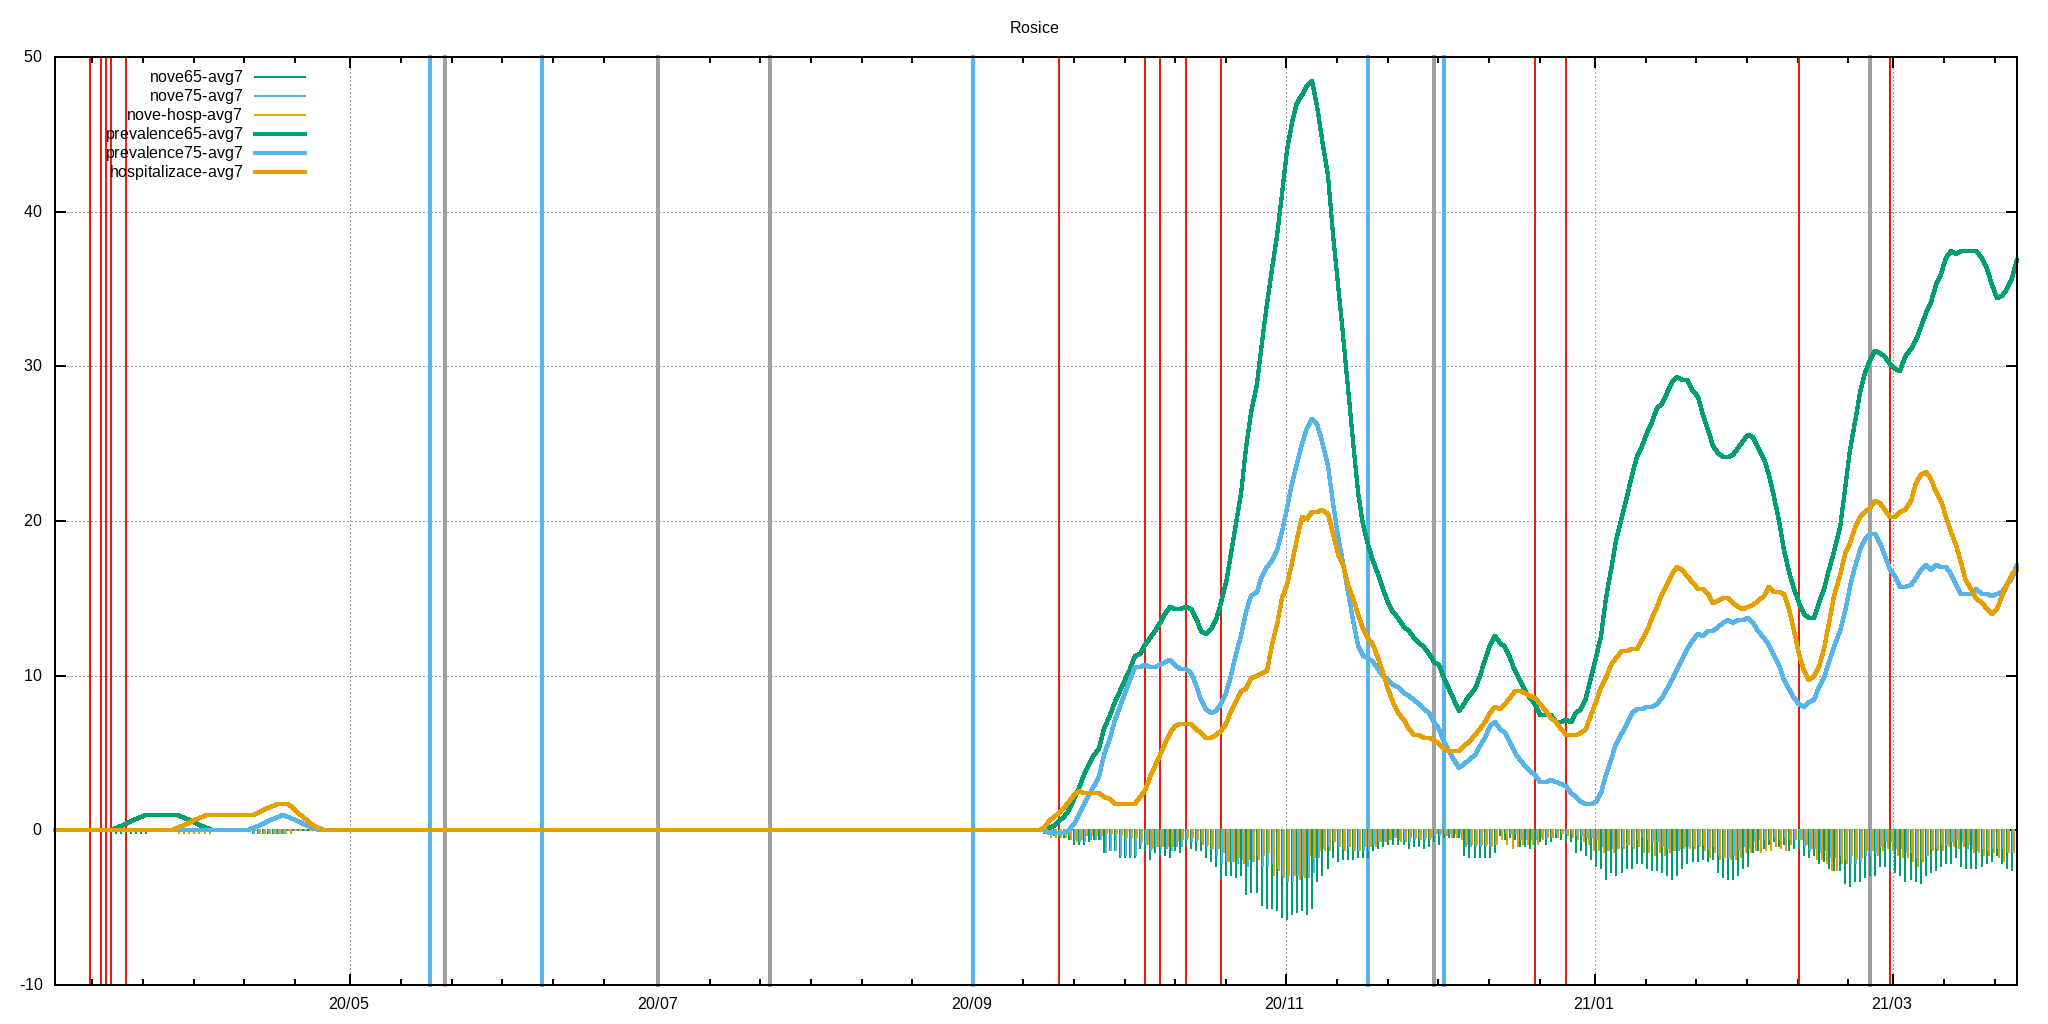 Rosice
50
nove65-avg7
nove75-avg7
nove-hosp-avg7
prevalence65-avg7
prevalence75-avg7
hospitalizace-avg7
40
30
20
10
0
-10
20/05
20/07
20/09
20/11
21/01
21/03